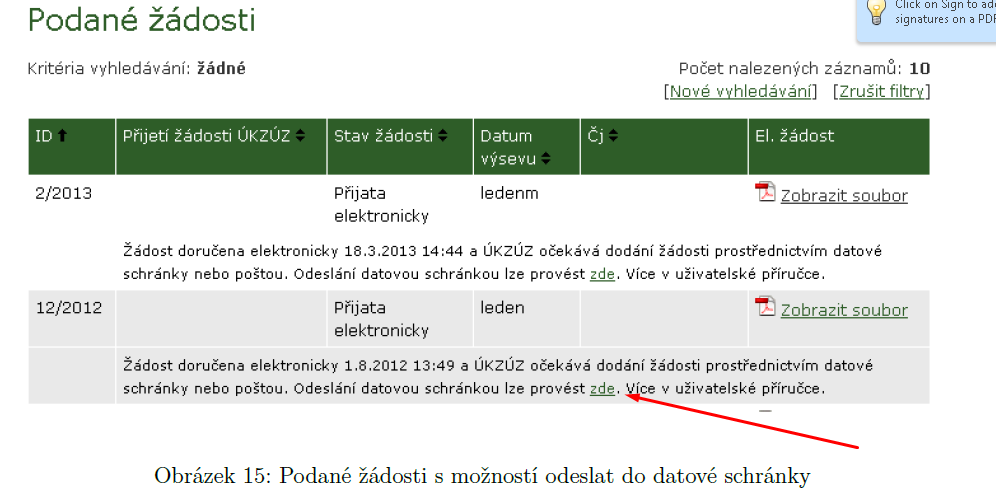 Podané žádosti
Click on Sign to add
signatures on a PDF
Kritéria vyhledávání: žádné
Počet nalezených záznamů: 10
[Nové vyhledávání] [Zrušit filtry]
ID Přijetí žádosti ÚKZÚZ Stav žádosti Datum výsevu Čj El. žádost
2/2013 Přijata elektronicky ledenm Zobrazit soubor
Žádost doručena elektronicky 18.3.2013 14:44 a ÚKZÚZ očekává dodání žádosti prostřednictvím datové
schránky nebo poštou. Odeslání datovou schránkou lze provést zde. Více v uživatelské příručce.
12/2012 Přijata elektronicky leden Zobrazit soubor
Žádost doručena elektronicky 1.8.2012 13:49 a ÚKZÚZ očekává dodání žádosti prostřednictvím datové
schránky nebo poštou. Odeslání datovou schránkou lze provést zde. Více v uživatelské příručce.
Obrázek 15: Podané žádosti s možností odeslat do datové schránky